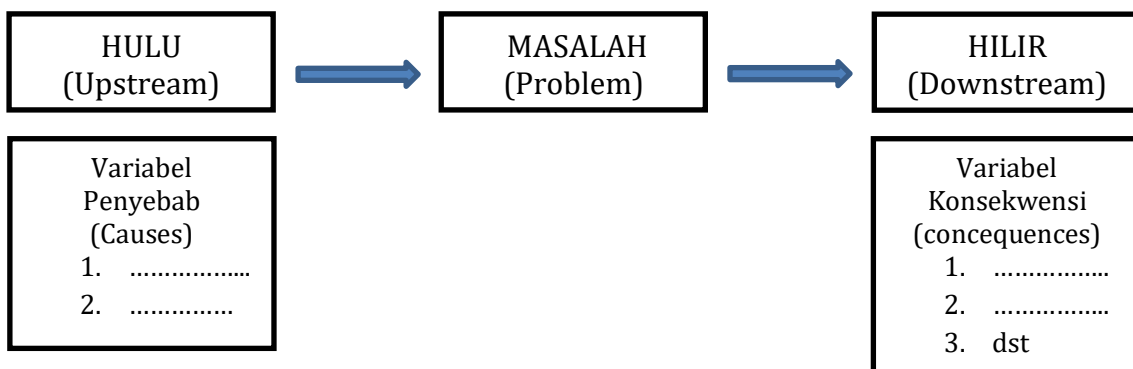 HULU
(Upstream)
MASALAH
(Problem)
HILIR
(Downstream)
Variabel
Penyebab
(Causes)
1. ………………...
2. ……………
Variabel
Konsekwensi
(concequences)
1. ……………..
2. ……………..
3. dst